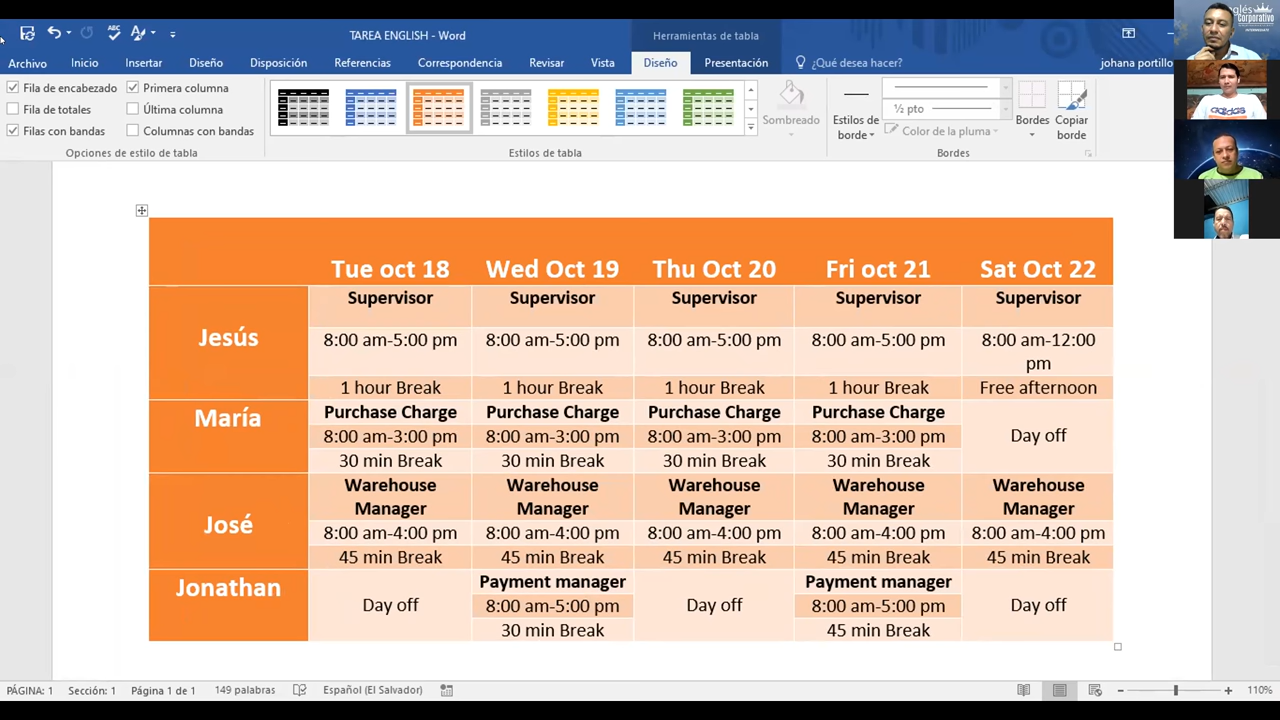 TAREA ENGLISH - Word
Herramientas de tabla
Archivo Inicio Insertar Diseño Disposición Referencias Correspondencia Revisar Vista Diseño Presentación ¿Qué desea hacer? johana portillo
Fila de encabezado Primera columna
Fila de totales Última columna
Filas con bandas Columnas con bandas
Opciones de estilo de tabla
Estilos de tabla
Sombreado
Estilos de borde
½ pto
Color de la pluma
Bordes
Copiar borde
Bordes
Inglés
Corporativo
INTERMEDIATE
Tue oct 18 Wed Oct 19 Thu Oct 20 Fri oct 21 Sat Oct 22
Jesús
Supervisor Supervisor Supervisor Supervisor Supervisor
8:00 am-5:00 pm 8:00 am-5:00 pm 8:00 am-5:00 pm 8:00 am-5:00 pm 8:00 am-12:00 pm
1 hour Break 1 hour Break 1 hour Break 1 hour Break Free afternoon
María
Purchase Charge Purchase Charge Purchase Charge Purchase Charge Day off
8:00 am-3:00 pm 8:00 am-3:00 pm 8:00 am-3:00 pm 8:00 am-3:00 pm
30 min Break 30 min Break 30 min Break 30 min Break
José
Warehouse Manager Warehouse Manager Warehouse Manager Warehouse Manager Warehouse Manager
8:00 am-4:00 pm 8:00 am-4:00 pm 8:00 am-4:00 pm 8:00 am-4:00 pm 8:00 am-4:00 pm
45 min Break 45 min Break 45 min Break 45 min Break 45 min Break
Jonathan
Day off Payment manager Day off Payment manager Day off
8:00 am-5:00 pm 8:00 am-5:00 pm
30 min Break 45 min Break
PÁGINA: 1 Sección: 1 Página 1 de 1 149 palabras Español (El Salvador) 110%